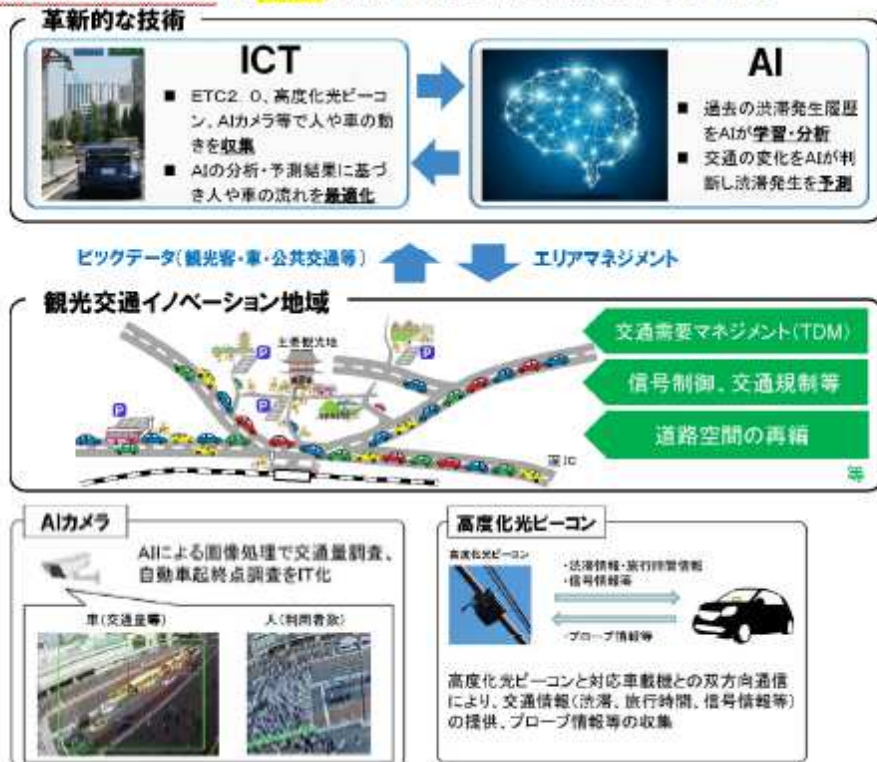 革新的な技術
ICT
■ ETC2.0、高度化光ビーコ
ン、AIカメラ等で人や車の動
きを収集
■ AIの分析・予測結果に基づ
き人や車の流れを最適化
AI
■ 過去の渋滞発生履歴
をAIが学習・分析
■ 交通の変化をAIが判
断し渋滞発生を予測
ビックデータ(観光客・車・公共交通等)
エリアマネジメント
観光交通イノベーション地域
主要観光地
P
P
P
P
交通需要マネジメント(TDM)
信号制御、交通規制等
道路空間の再編
等
AIカメラ
AIによる画像処理で交通量調査、
自動車起終点調査をIT化
車(交通量等)
人(利用者数)
高度化光ビーコン
高度化光ビーコン
・渋滞情報・旅行時間情報
・信号情報等
・プローブ情報等
高度化光ビーコンと対応車載機との双方向通信
により、交通情報(渋滞、旅行時間、信号情報等)
の提供、プローブ情報等の収集